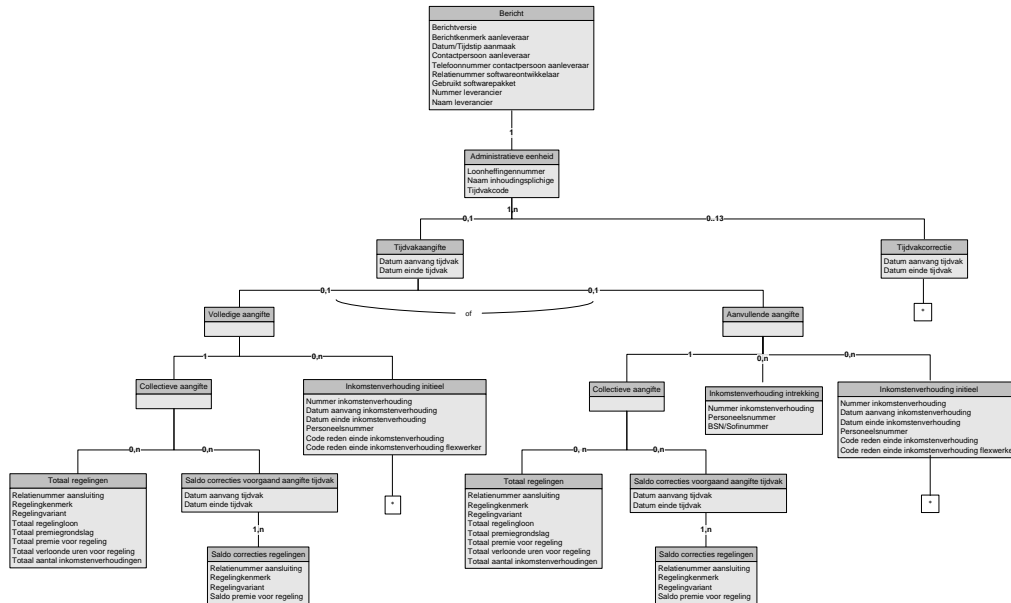 Bericht
Berichtversie
Berichtkenmerk aanleveraar
Datum/Tijdstip aanmaak
Contactpersoon aanleveraar
Telefoonnummer contactpersoon aanleveraar
Relatienummer softwareontwikkelaar
Gebruikt softwarepakket
Nummer leverancier
Naam leverancier
1
Administratieve eenheid
Loonheffingennummer
Naam inhoudingsplichige
Tijdvakcode
1,n
0,1
0..13
Tijdvakaangifte
Datum aanvang tijdvak
Datum einde tijdvak
Tijdvakcorrectie
Datum aanvang tijdvak
Datum einde tijdvak
*
0,1
0,1
of
Volledige aangifte
Aanvullende aangifte
1
0,n
1
0,n
0,n
Collectieve aangifte
Inkomstenverhouding initieel
Nummer inkomstenverhouding
Datum aanvang inkomstenverhouding
Datum einde inkomstenverhouding
Personeelsnummer
Code reden einde inkomstenverhouding
Code reden einde inkomstenverhouding flexwerker
*
Collectieve aangifte
Inkomstenverhouding intrekking
Nummer inkomstenverhouding
Personeelsnummer
BSN/Sofinummer
Inkomstenverhouding initieel
Nummer inkomstenverhouding
Datum aanvang inkomstenverhouding
Datum einde inkomstenverhouding
Personeelsnummer
Code reden einde inkomstenverhouding
Code reden einde inkomstenverhouding flexwerker
*
0,n
0,n
0, n
0,n
Totaal regelingen
Relatienummer aansluiting
Regelingkenmerk
Regelingvariant
Totaal regelingloon
Totaal premiegrondslag
Totaal premie voor regeling
Totaal verloonde uren voor regeling
Totaal aantal inkomstenverhoudingen
Saldo correcties voorgaand aangifte tijdvak
Datum aanvang tijdvak
Datum einde tijdvak
1,n
Saldo correcties regelingen
Relatienummer aansluiting
Regelingkenmerk
Regelingvariant
Saldo premie voor regeling
Totaal regelingen
Relatienummer aansluiting
Regelingkenmerk
Regelingvariant
Totaal regelingloon
Totaal premiegrondslag
Totaal premie voor regeling
Totaal verloonde uren voor regeling
Totaal aantal inkomstenverhoudingen
Saldo correcties voorgaand aangifte tijdvak
Datum aanvang tijdvak
Datum einde tijdvak
1,n
Saldo correcties regelingen
Relatienummer aansluiting
Regelingkenmerk
Regelingvariant
Saldo premie voor regeling